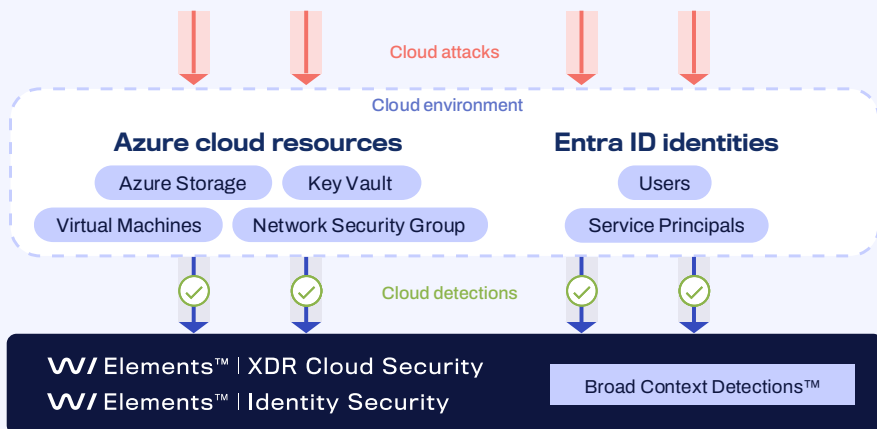 Cloud attacks
Cloud environment
Azure cloud resources
Azure Storage
Key Vault
Virtual Machines
Network Security Group
Entra ID identities
Users
Service Principals
Cloud detections
W/ Elements™ | XDR Cloud Security
W/ Elements™ | Identity Security
Broad Context Detections™